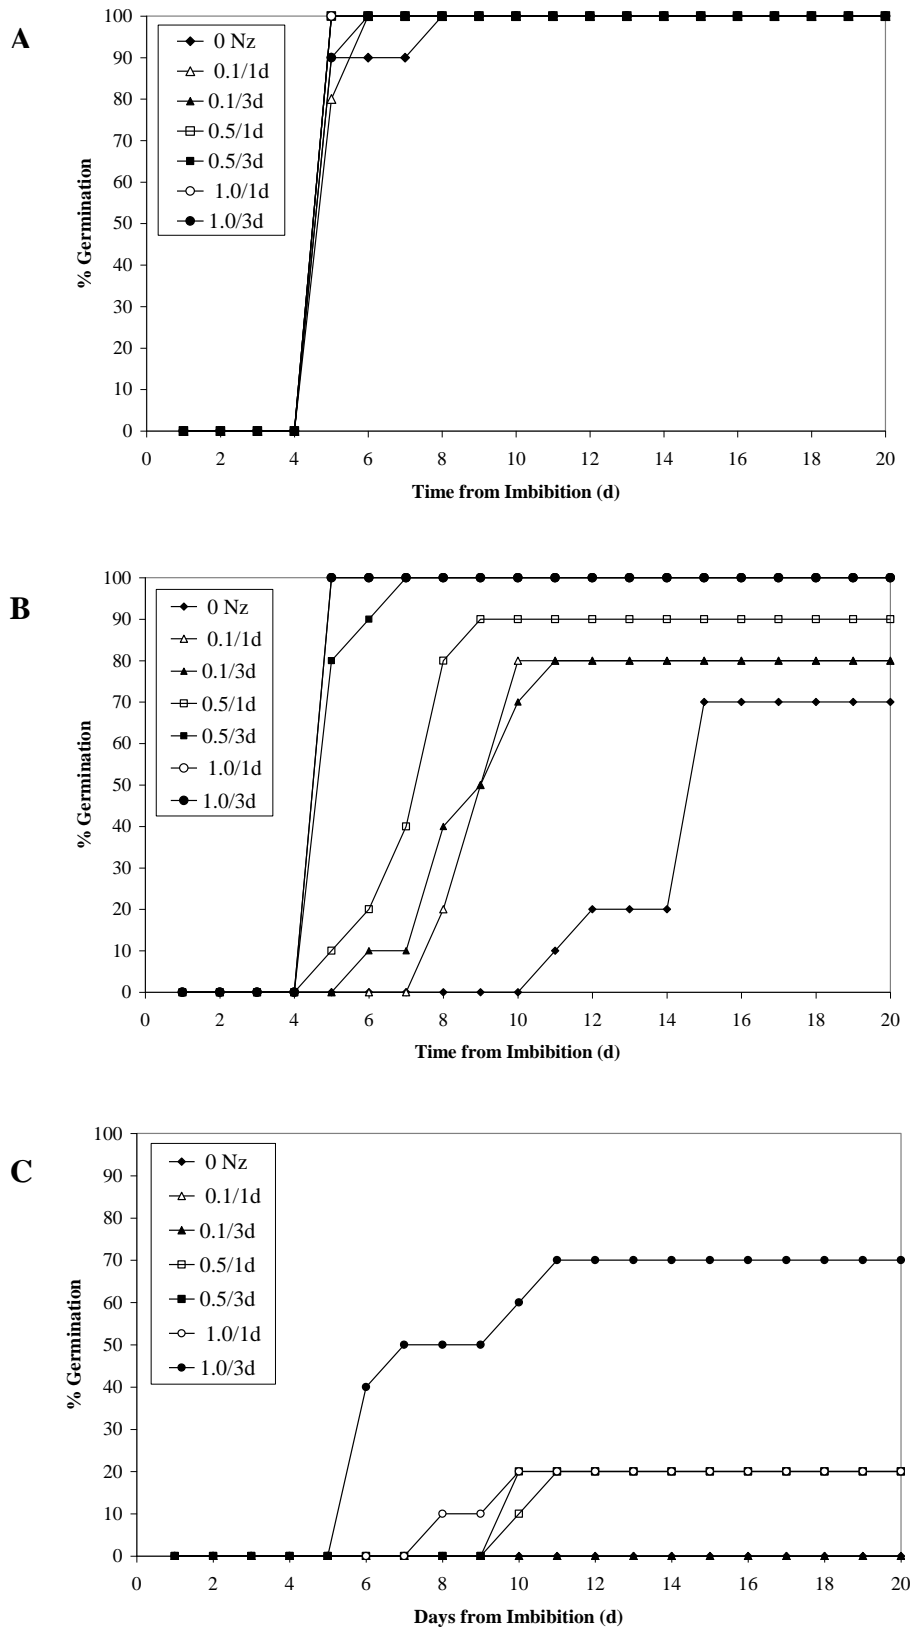 A
100
90
80
70
60
50
40
30
20
10
0
% Germination
0 Nz
0.1/1d
0.1/3d
0.5/1d
0.5/3d
1.0/1d
1.0/3d
0 2 4 6 8 10 12 14 16 18 20
Time from Imbibition (d)
B
100
90
80
70
60
50
40
30
20
10
0
% Germination
0 Nz
0.1/1d
0.1/3d
0.5/1d
0.5/3d
1.0/1d
1.0/3d
0 2 4 6 8 10 12 14 16 18 20
Time from Imbibition (d)
C
100
90
80
70
60
50
40
30
20
10
0
% Germination
0 Nz
0.1/1d
0.1/3d
0.5/1d
0.5/3d
1.0/1d
1.0/3d
0 2 4 6 8 10 12 14 16 18 20
Days from Imbibition (d)